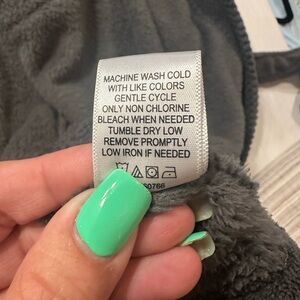 MACHINE WASH COLD
WITH LIKE COLORS
GENTLE CYCLE
ONLY NON CHLORINE
BLEACH WHEN NEEDED
TUMBLE DRY LOW
REMOVE PROMPTLY
LOW IRON IF NEEDED